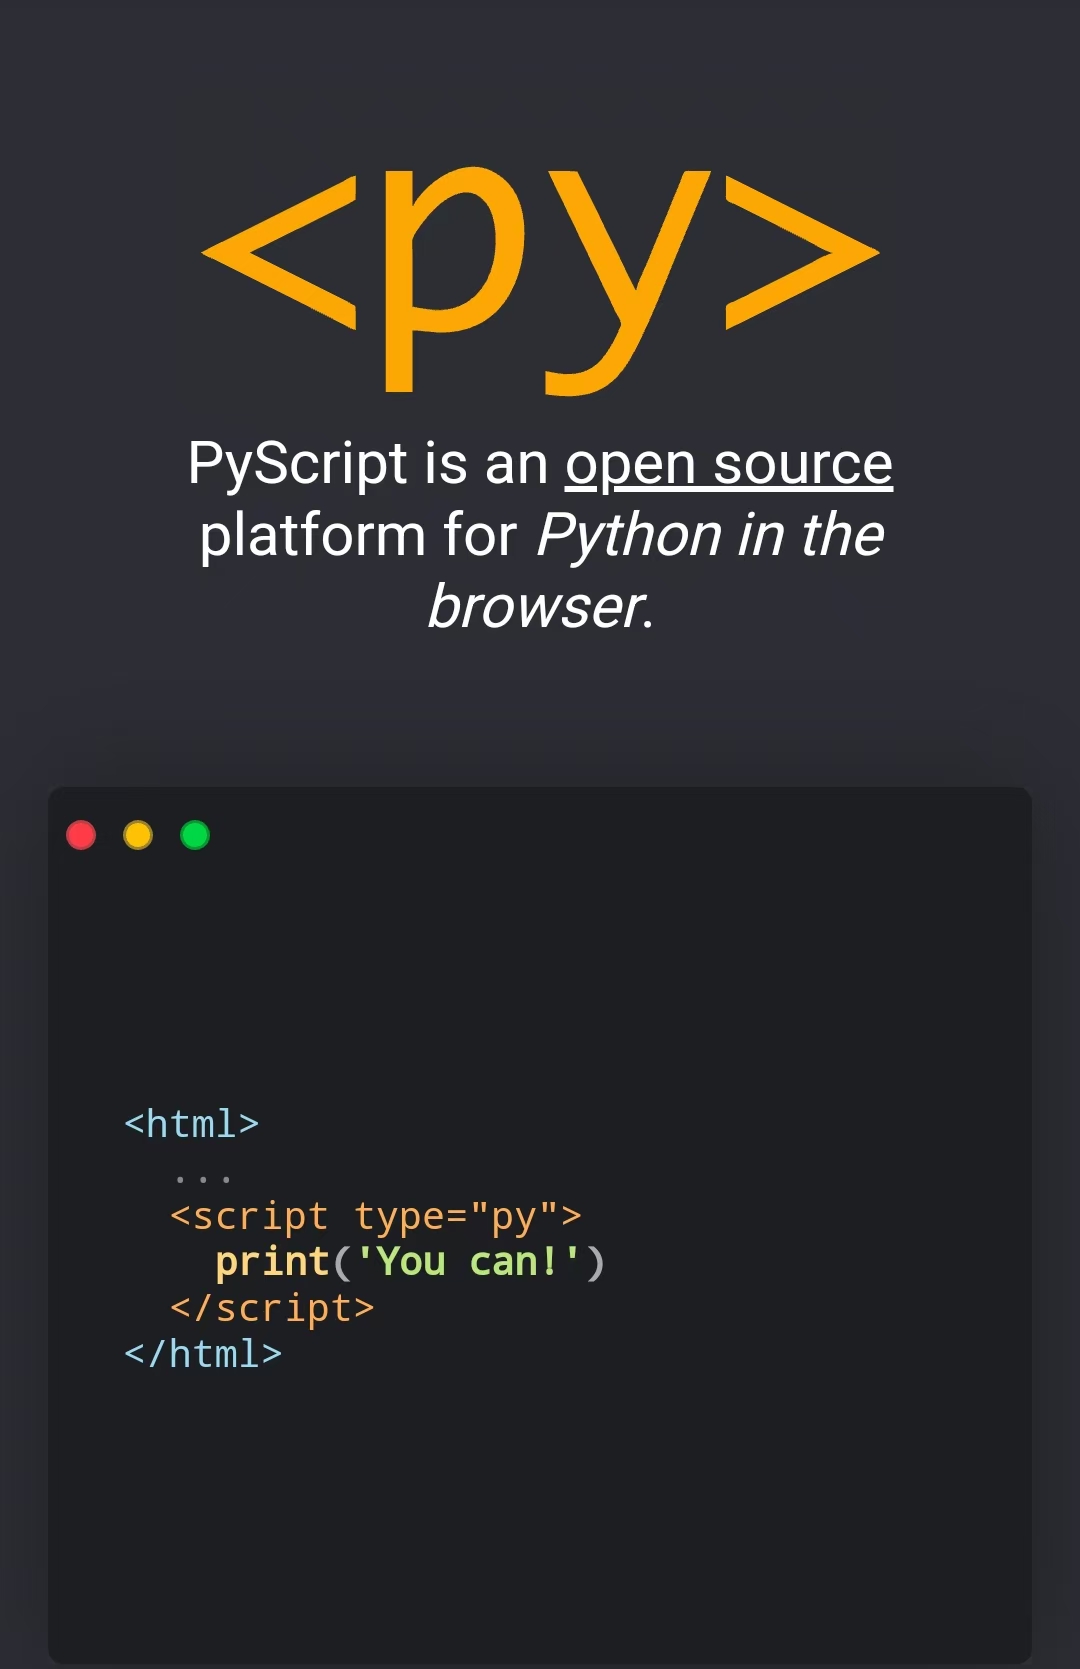 <py>
PyScript is an open source
platform for Python in the
browser.
<html>
...
<script type="py">
print('You can!')
</script>
</html>